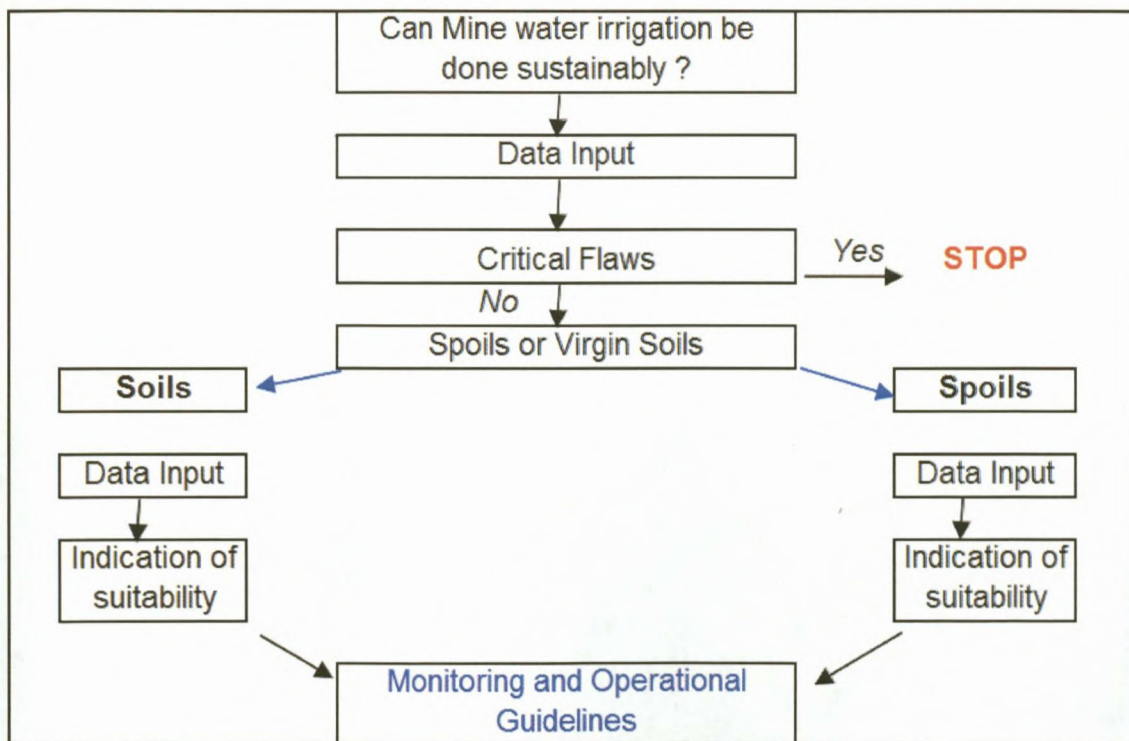 Can Mine water irrigation be
done sustainably ?
Data Input
Critical Flaws
Yes
STOP
No
Spoils or Virgin Soils
Soils
Spoils
Data Input
Data Input
Indication of
suitability
Indication of
suitability
Monitoring and Operational
Guidelines